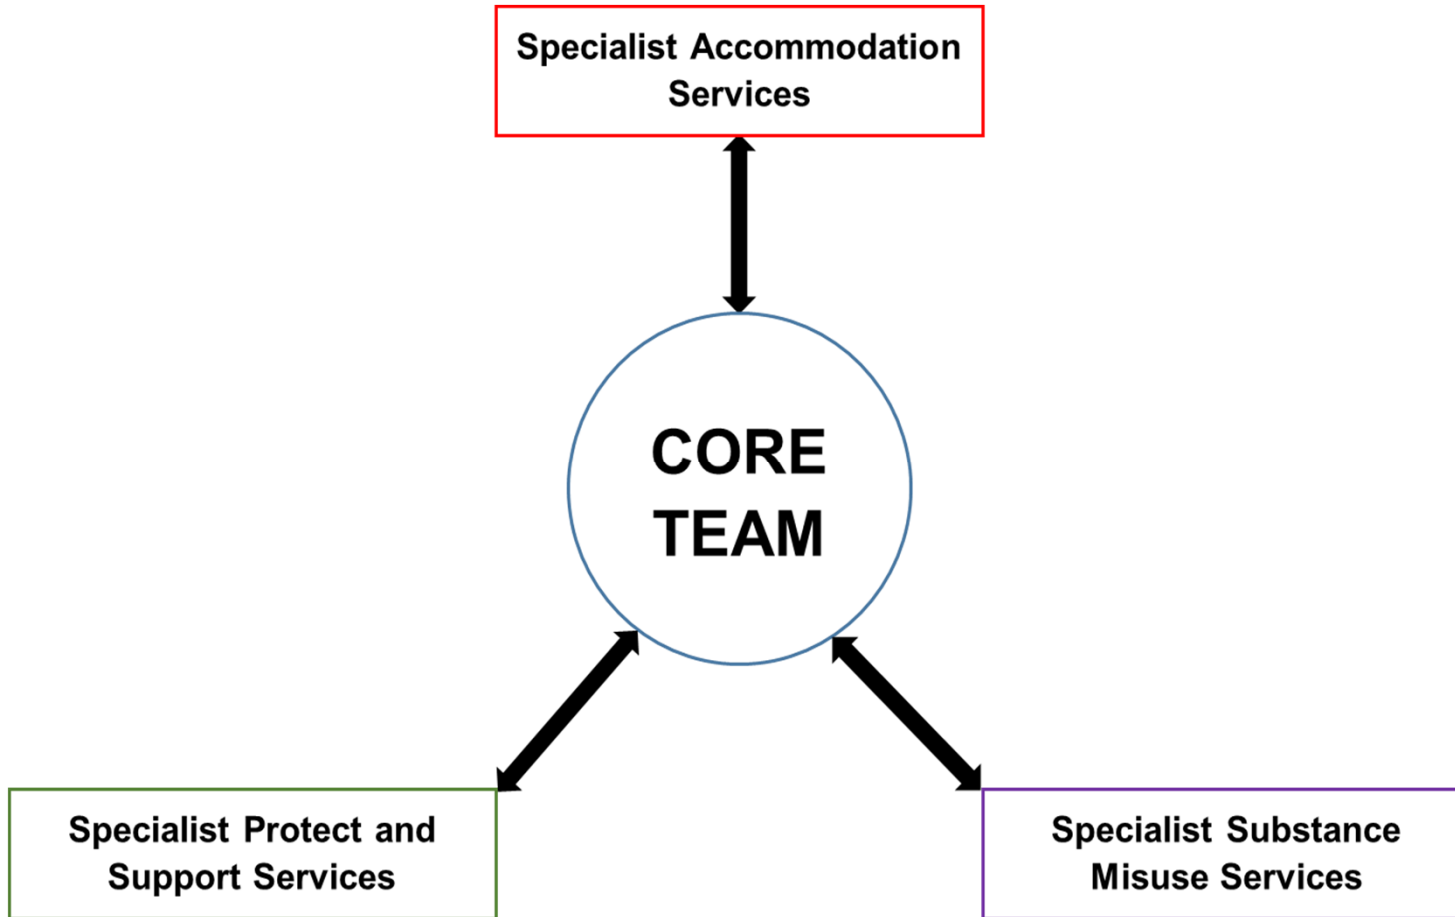 Specialist Accommodation
Services
CORE
TEAM
Specialist Protect and
Support Services
Specialist Substance
Misuse Services